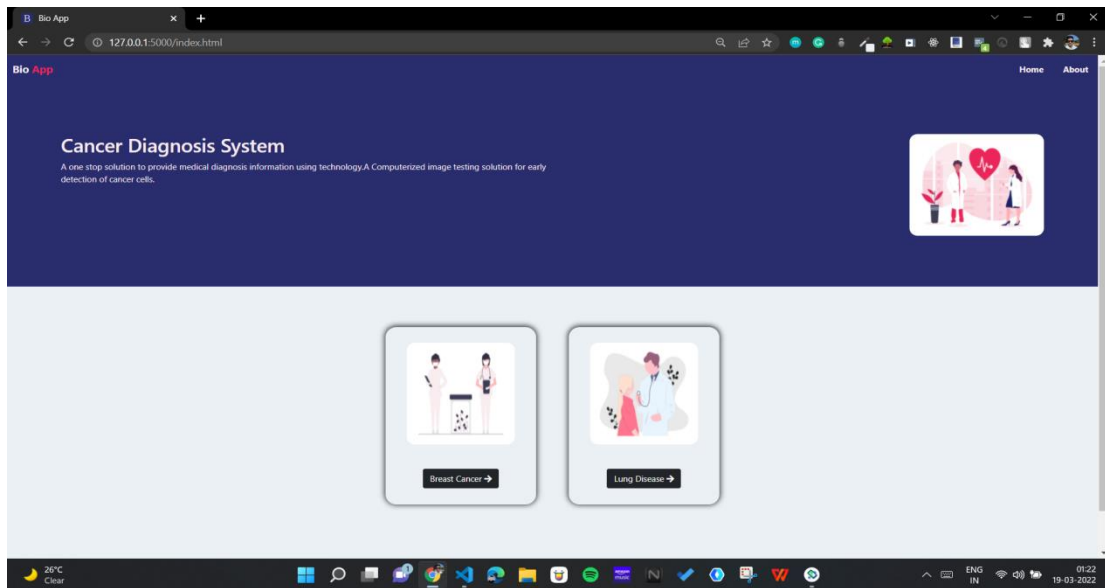 B Bio App
127.0.0.1:5000/index.html
Bio App
Home About
Cancer Diagnosis System
A one stop solution to provide medical diagnosis information using technology.A Computerized image testing solution for early
detection of cancer cells.
Breast Cancer
Lung Disease
26°C
Clear
ENG
IN
01:22
19-03-2022